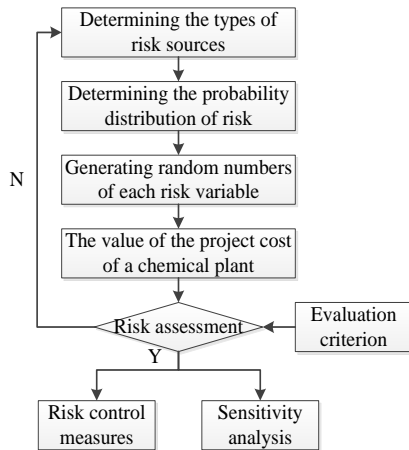 Determining the types of
risk sources
Determining the probability
distribution of risk
Generating random numbers
of each risk variable
N
The value of the project cost
of a chemical plant
Risk assessment
Evaluation
criterion
Y
Risk control
measures
Sensitivity
analysis